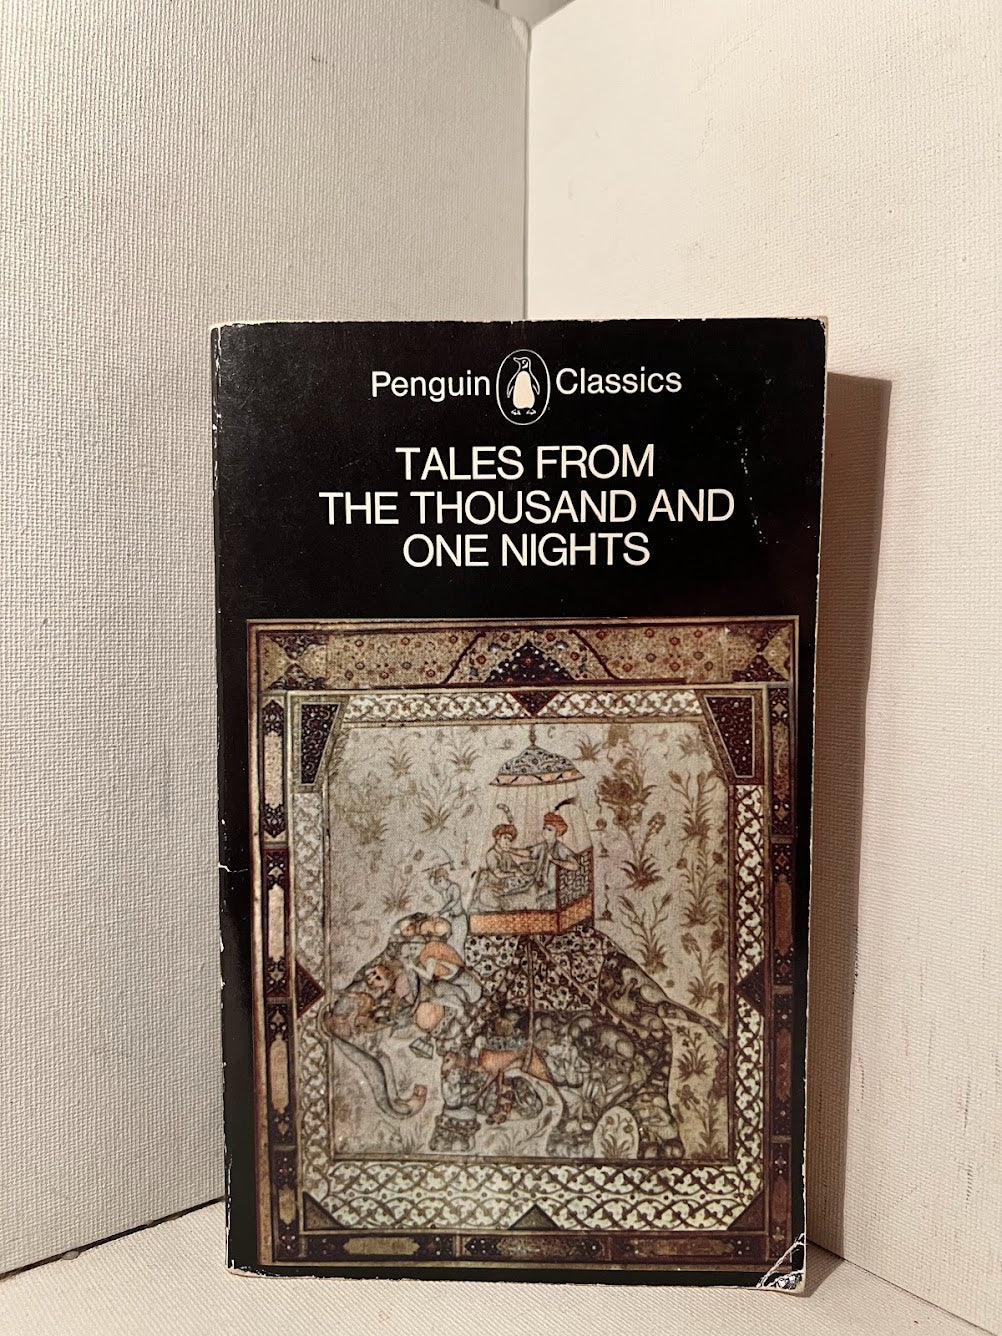 Penguin Classics
TALES FROM
THE THOUSAND AND
ONE NIGHTS